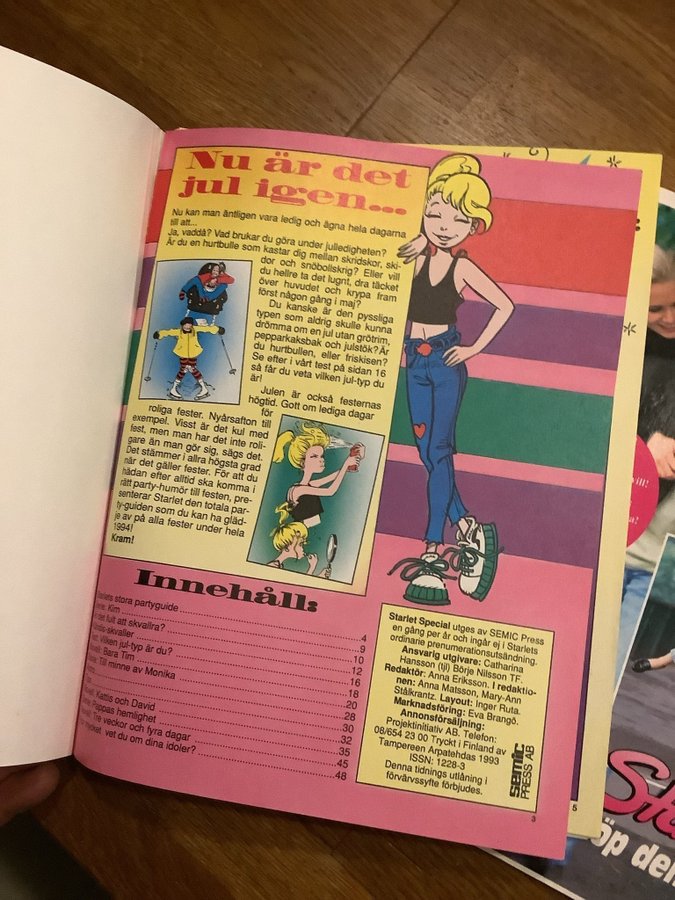 Nu är det
jul igen...
Nu kan man äntligen vara ledig och ägna hela dagarna
till att...
Ja, vaddå? Vad brukar du göra under julledigheten?
Är du en hurtbulle som kastar dig mellan skridskor, ski-
dor och snöbollskrig? Eller vill
du hellre ta det lugnt, dra täcket
över huvudet och krypa fram
först någon gång i maj?
Du kanske är den pyssliga
typen som aldrig skulle kunna
drömma om en jul utan grötrim,
pepparkaksbak och julstök? Är
du hurtbullen, eller friskisen?
Se efter i vårt test på sidan 16
så får du veta vilken jul-typ du
är!
Julen är också festernas
högtid. Gott om lediga dagar
för
roliga fester. Nyårsafton till
exempel. Visst är det kul med
fest, men man har det inte roli-
gare än man gör sig, sägs det.
Det stämmer i allra högsta grad
när det gäller fester. För att du
hädan efter alltid ska komma i
rätt party-humör till festen, pre-
senterar Starlet den totala par-
ty-guiden som du kan ha gläd-
je av på alla fester under hela
1994!
Kram!
Innehåll:
stora partyguide ... 4
Kim ... 9
det fult att skvallra? ... 10
-skvaller ... 12
Vilken jul-typ är du? ... 16
Bara Tim ... 18
Till minne av Monika ... 20
28
Kattis och David ... 30
Pappas hemlighet ... 32
Tre veckor och fyra dagar ... 35
45
vet du om dina idoler? ... 48
Starlet Special utges av SEMIC Press
en gång per år och ingår ej i Starlets
ordinarie prenumerationsutsändning.
Ansvarig utgivare: Catharina
Hansson (tjl) Börje Nilsson TF.
Redaktör: Anna Eriksson. I redaktio-
nen: Anna Matsson, Mary-Ann
Stålkrantz. Layout: Inger Ruta.
Marknadsföring: Eva Brangö.
Annonsförsäljning:
Projektinitiativ AB. Telefon:
08/654 23 00 Tryckt i Finland av
Tampereen Arpatehdas 1993
ISSN: 1228-3
Denna tidnings utlåning i
förvärvssyfte förbjudes.
semic
PRESS AB
3
5
öp den